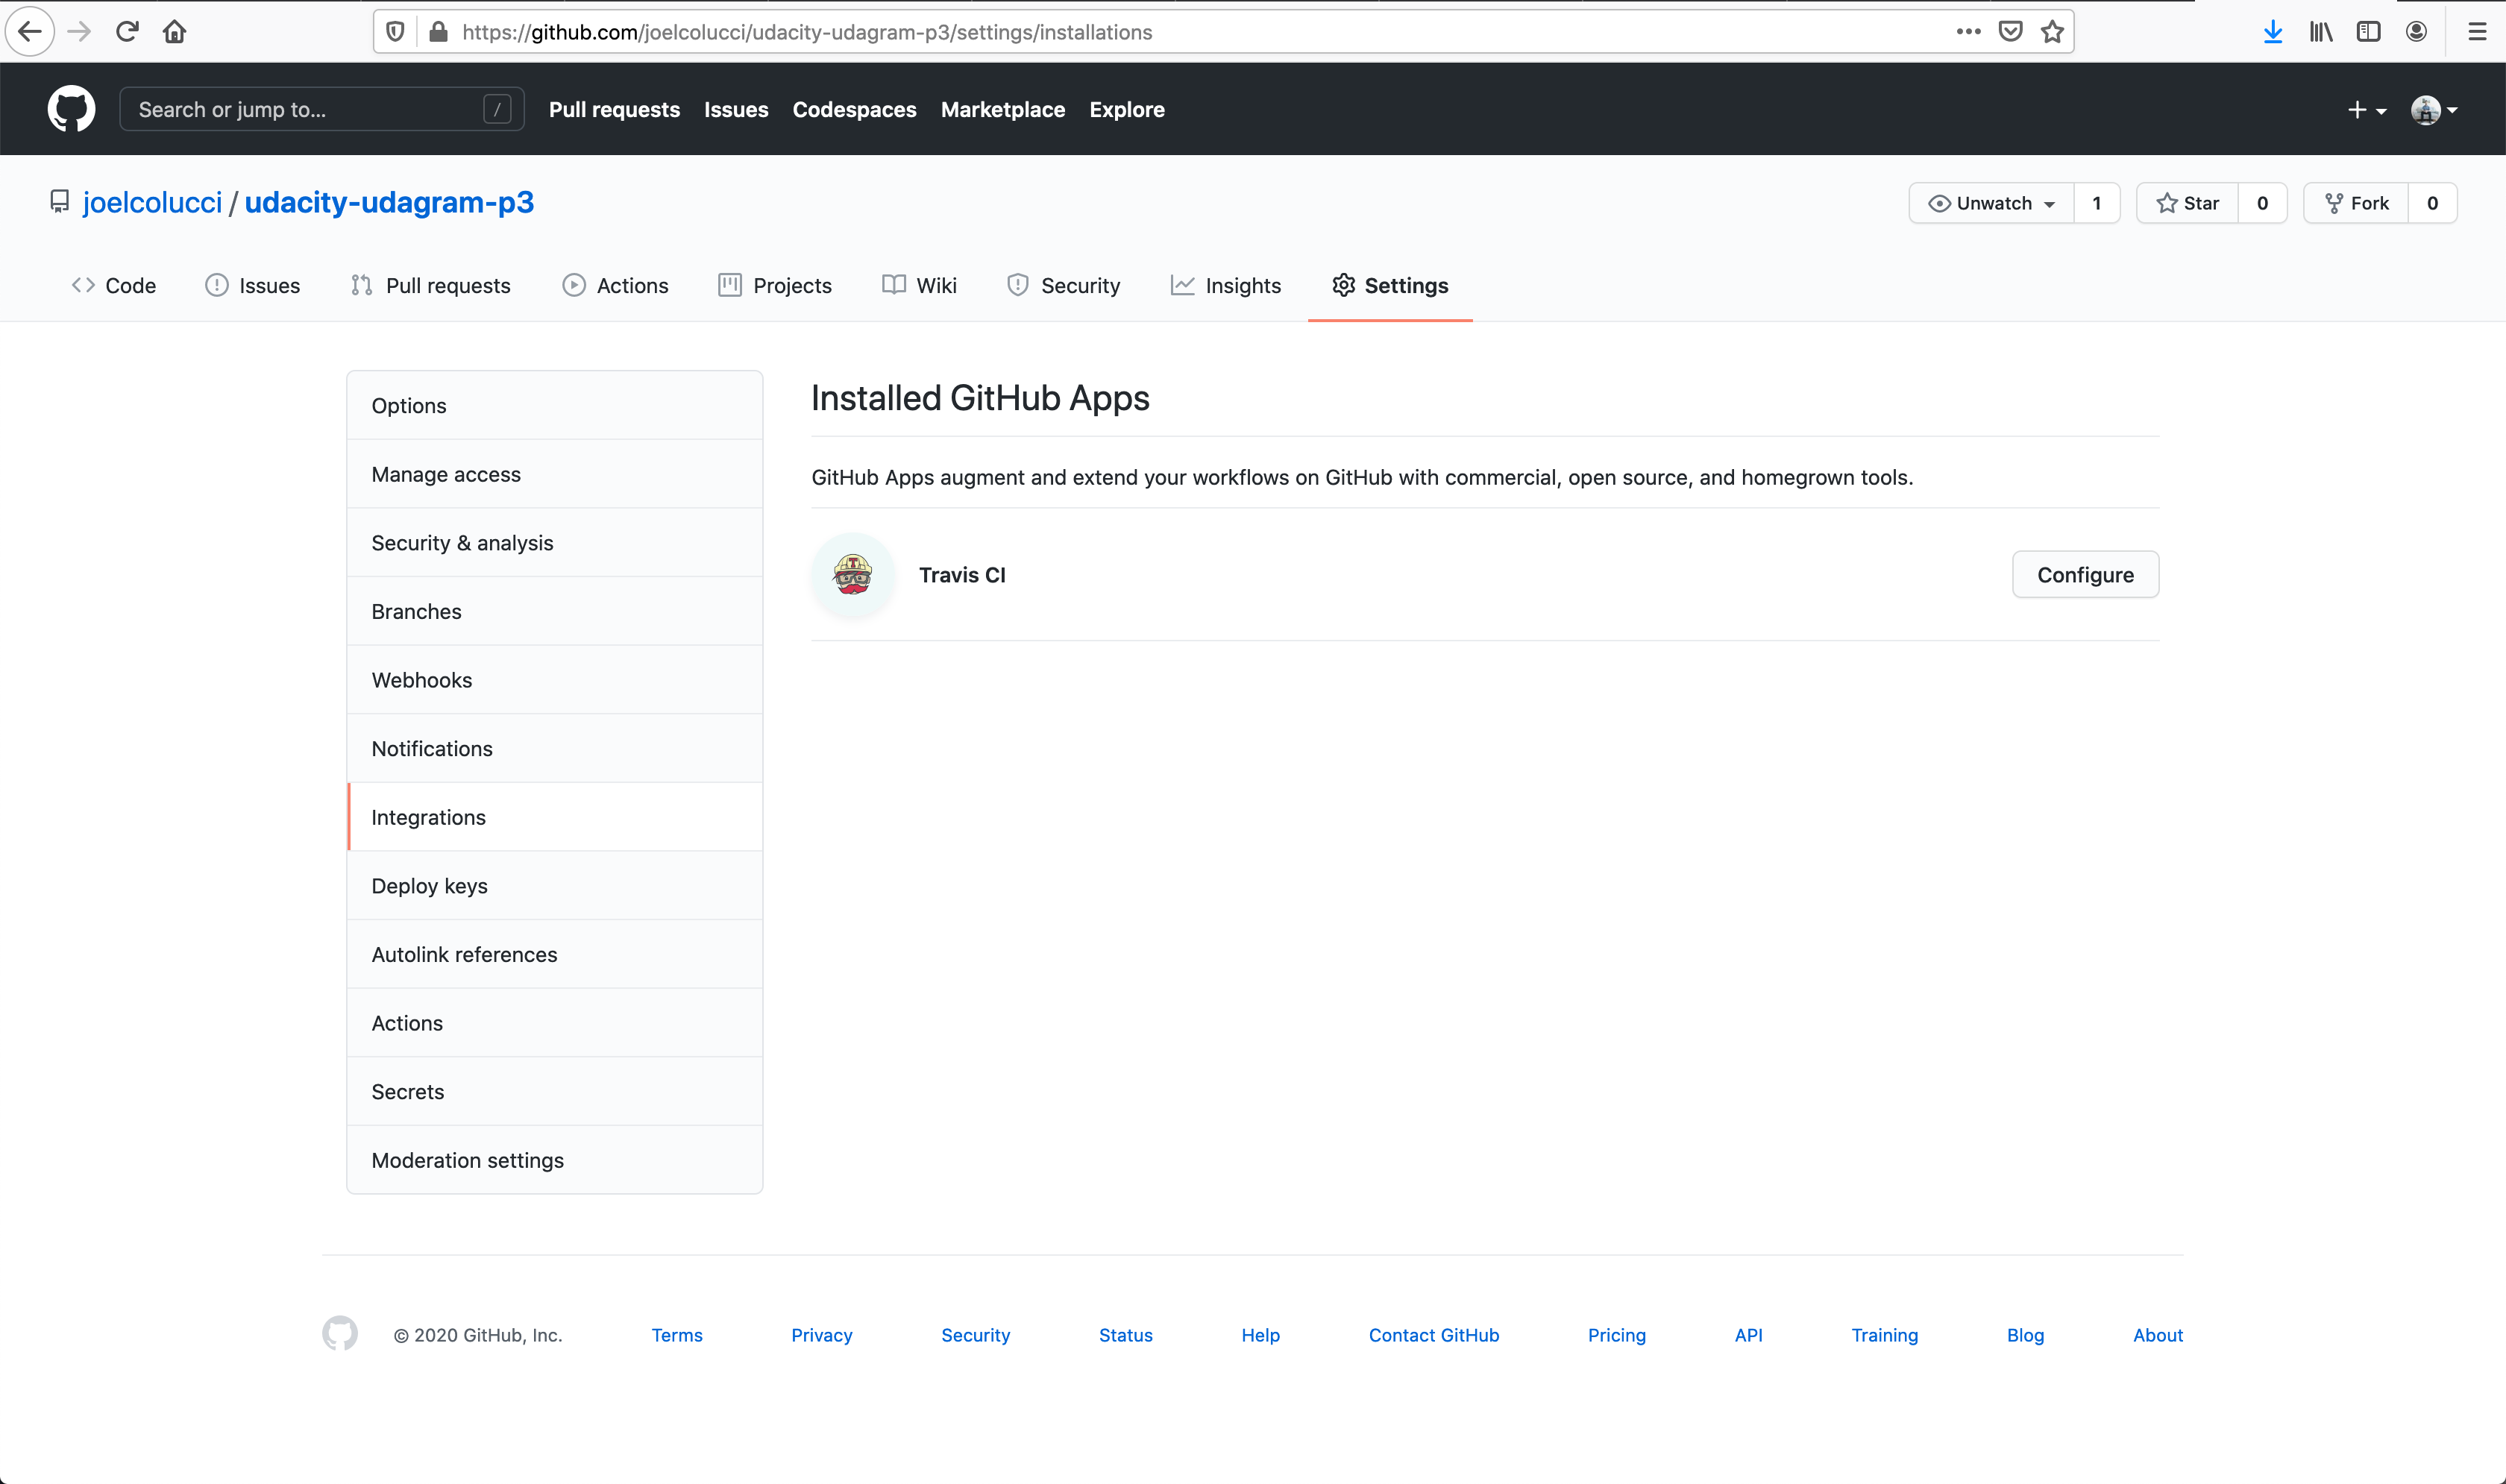 https://github.com/joelcolucci/udacity-udagram-p3/settings/installations
Search or jump to... / Pull requests Issues Codespaces Marketplace Explore
joelcolucci / udacity-udagram-p3 Unwatch 1 Star 0 Fork 0
Code Issues Pull requests Actions Projects Wiki Security Insights Settings
Options
Manage access
Security & analysis
Branches
Webhooks
Notifications
Integrations
Deploy keys
Autolink references
Actions
Secrets
Moderation settings
Installed GitHub Apps
GitHub Apps augment and extend your workflows on GitHub with commercial, open source, and homegrown tools.
Travis CI Configure
© 2020 GitHub, Inc. Terms Privacy Security Status Help Contact GitHub Pricing API Training Blog About